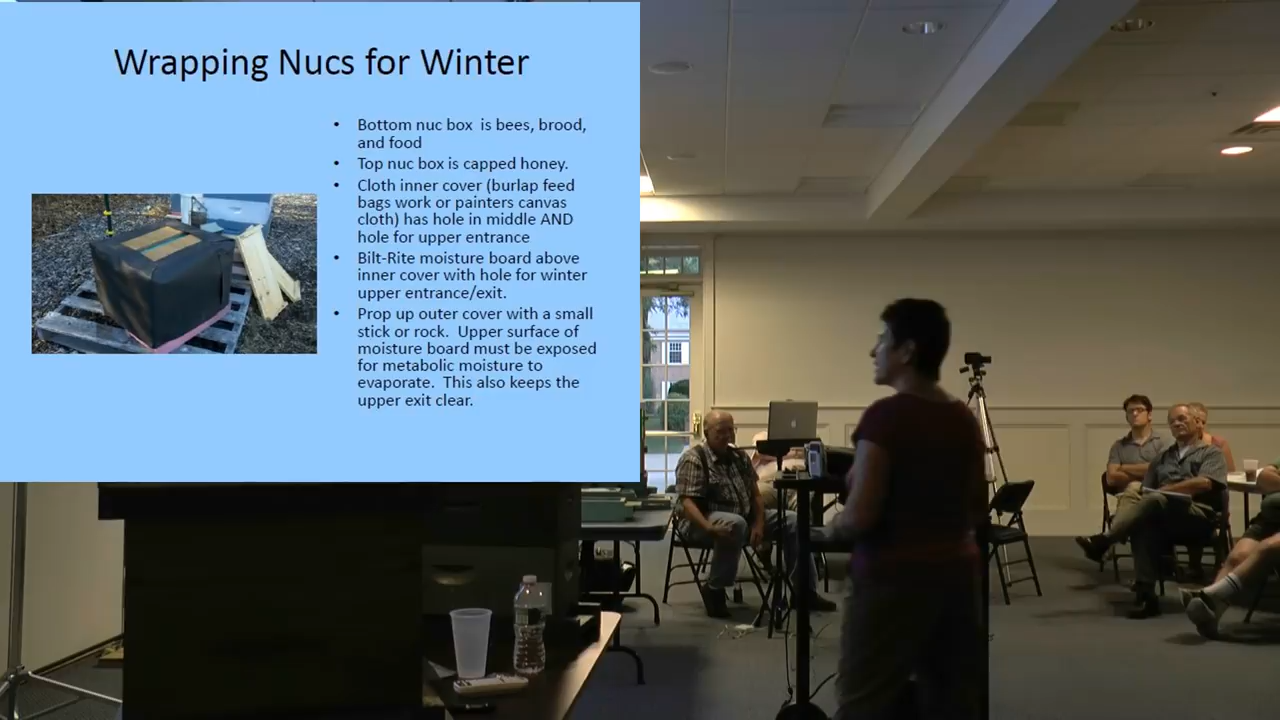 Wrapping Nucs for Winter
• Bottom nuc box is bees, brood,
and food
• Top nuc box is capped honey.
• Cloth inner cover (burlap feed
bags work or painters canvas
cloth) has hole in middle AND
hole for upper entrance
• Bilt-Rite moisture board above
inner cover with hole for winter
upper entrance/exit.
• Prop up outer cover with a small
stick or rock. Upper surface of
moisture board must be exposed
for metabolic moisture to
evaporate. This also keeps the
upper exit clear.